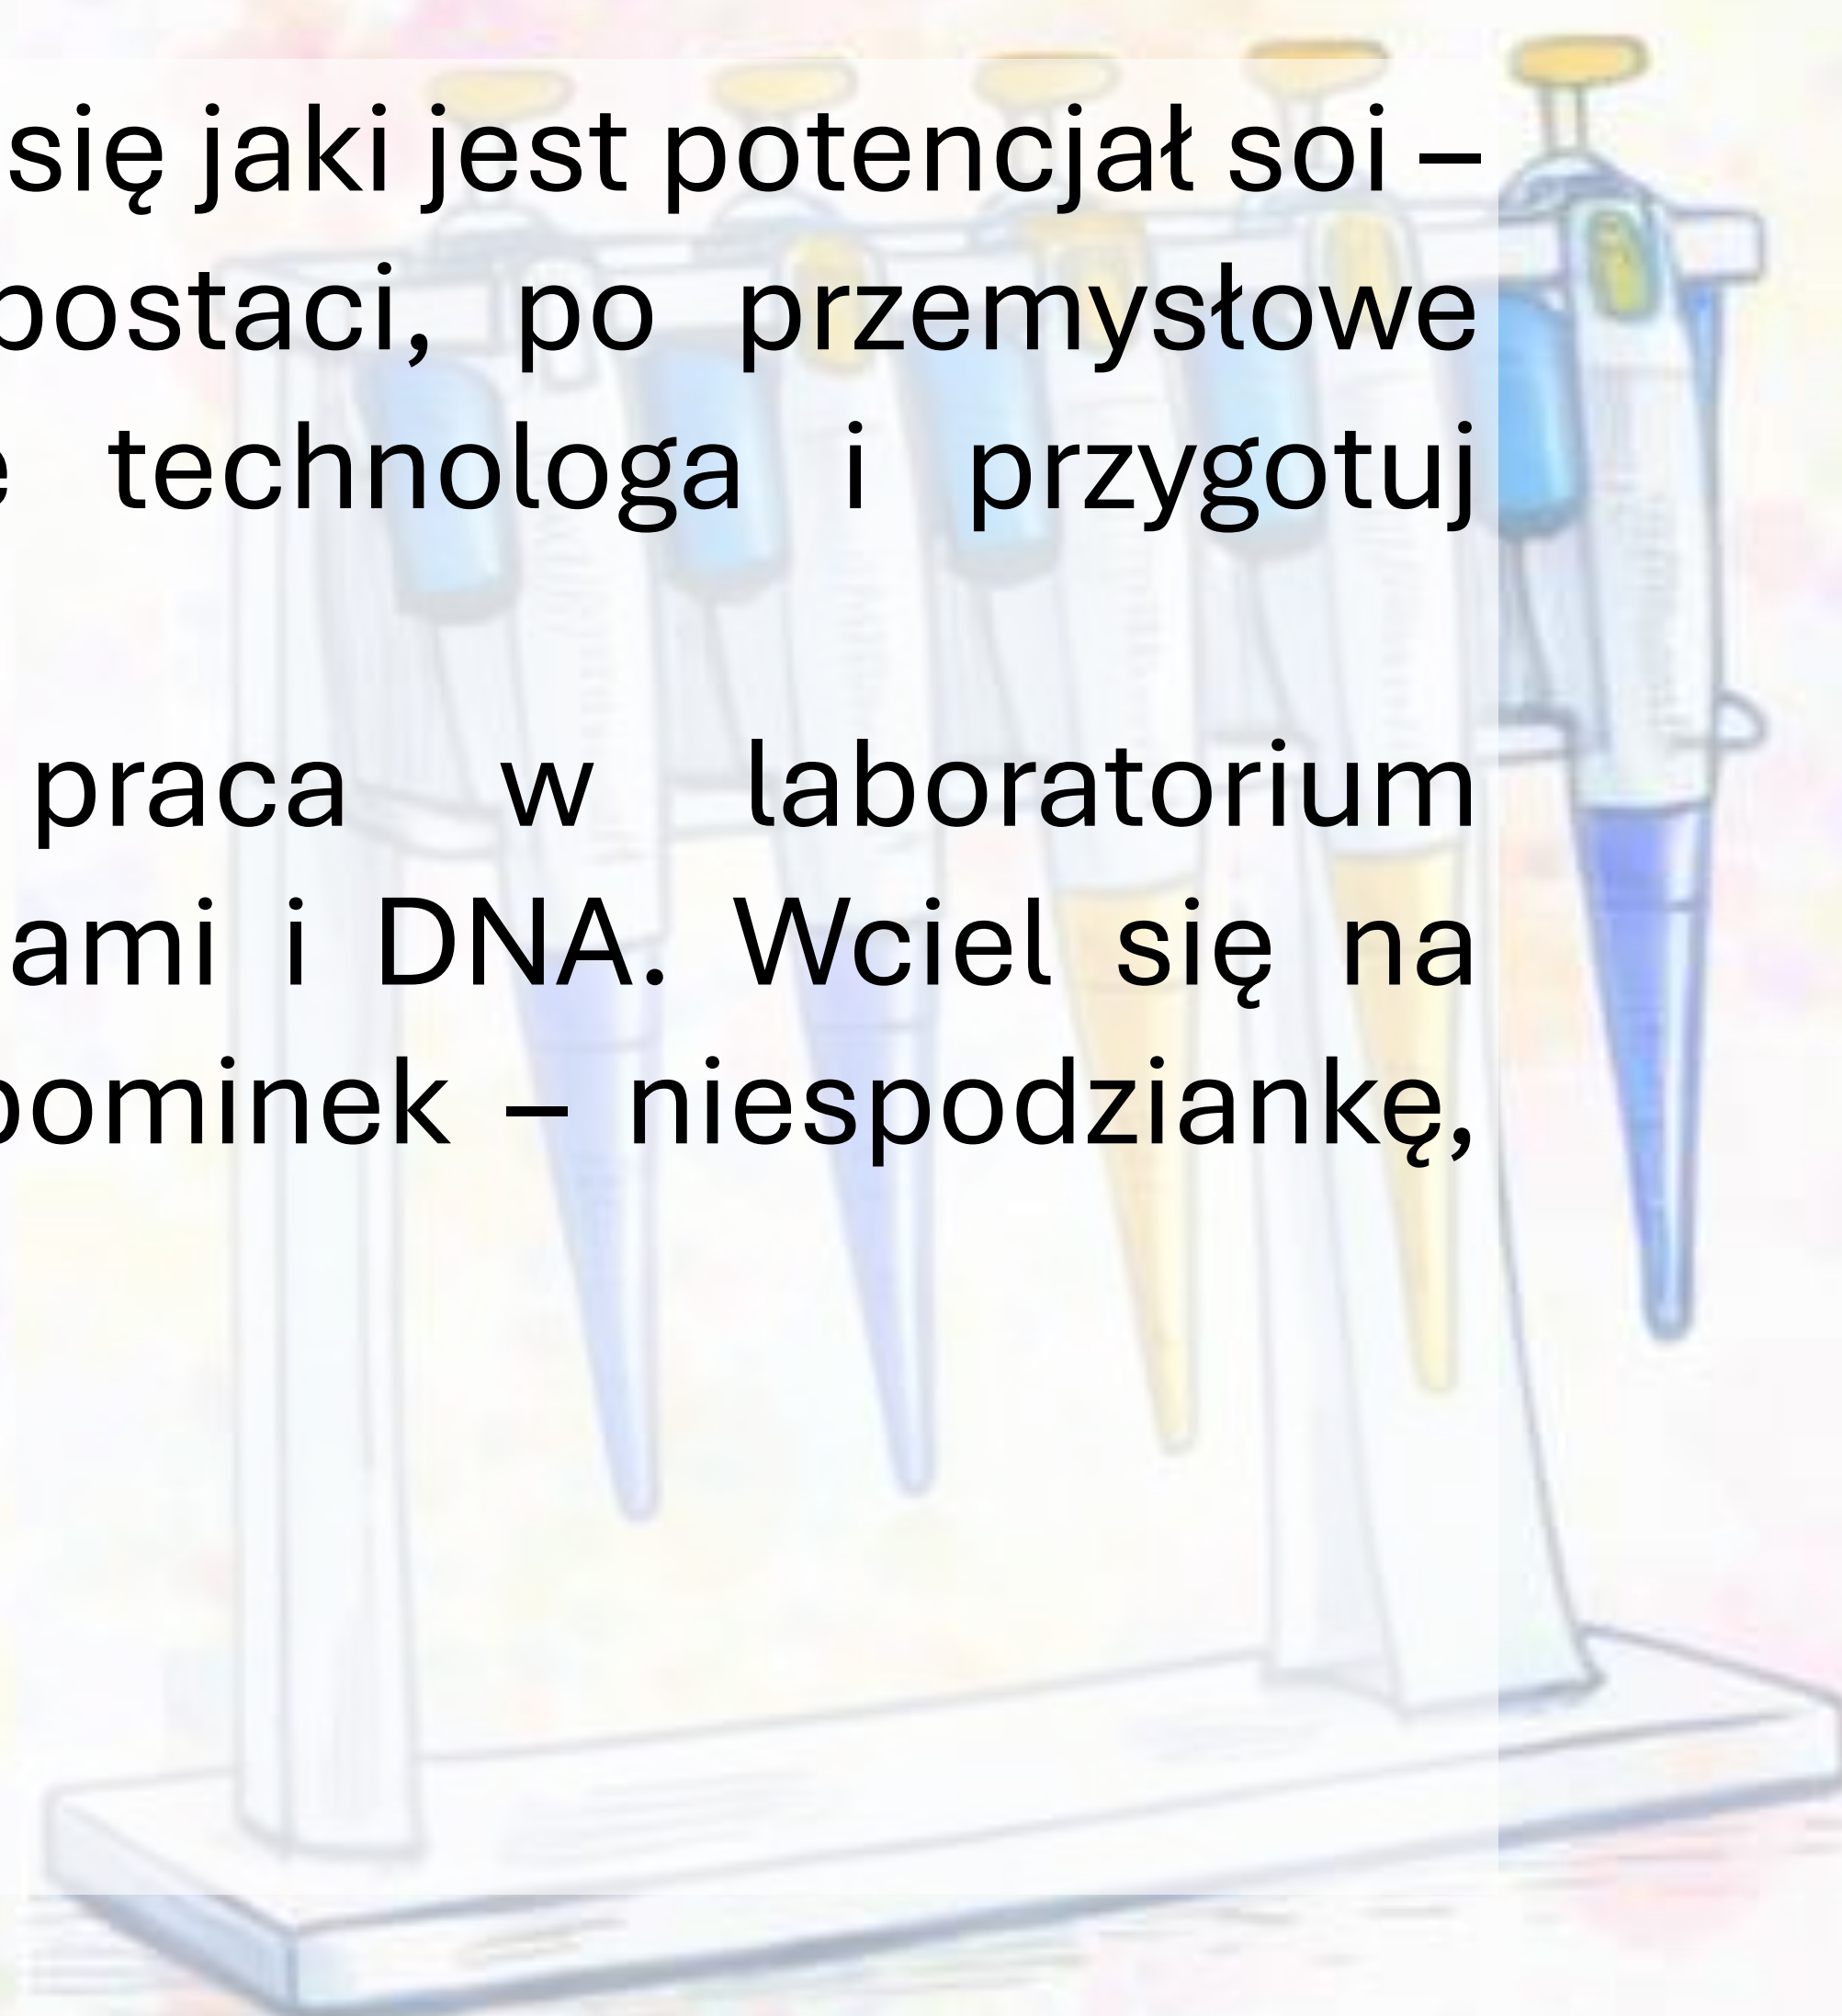 się jaki jest potencjał soi –
postaci, po przemysłowe
technologa i przygotuj
praca w laboratorium
ami i DNA. Wciel się na
pominek – niespodziankę,